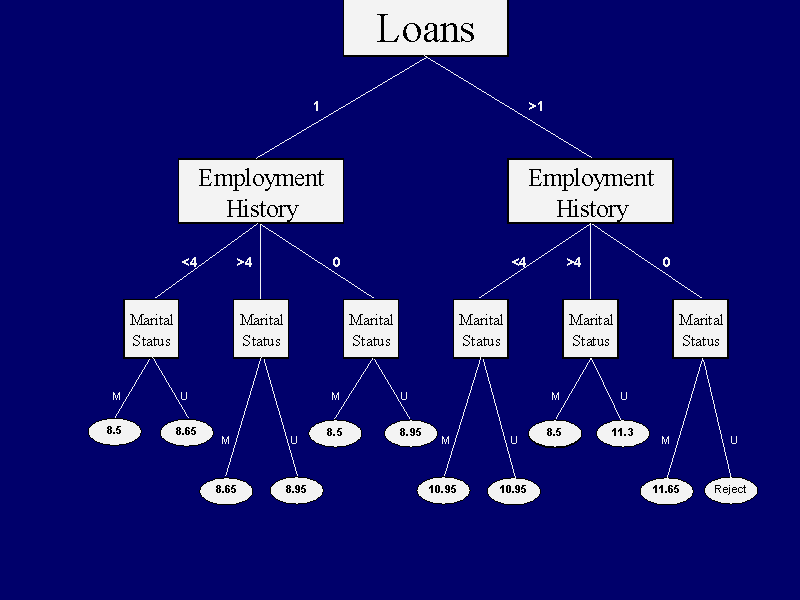 Loans
1
>1
Employment
History
Employment
History
<4
>4
0
<4
>4
0
Marital
Status
Marital
Status
Marital
Status
Marital
Status
Marital
Status
Marital
Status
M
U
M
U
M
U
8.5
8.65
8.5
8.95
8.5
11.3
M
U
M
U
M
U
8.65
8.95
10.95
10.95
11.65
Reject